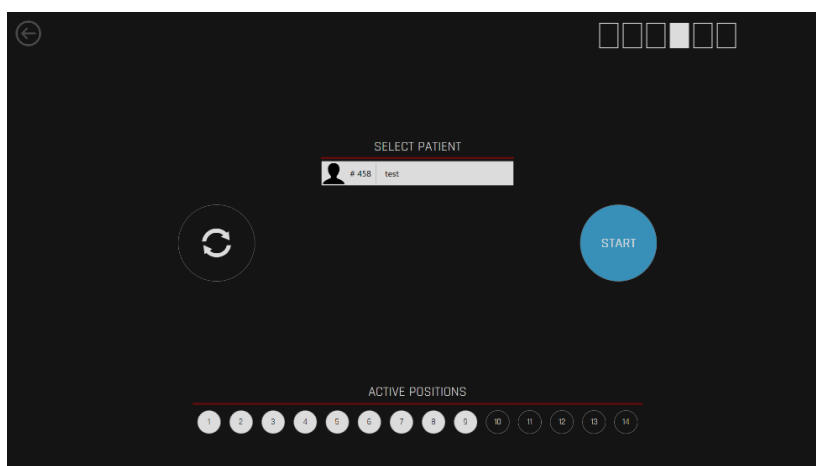 SELECT PATIENT
# 458 test
START
ACTIVE POSITIONS
1 2 3 4 5 6 7 8 9 10 11 12 13 14